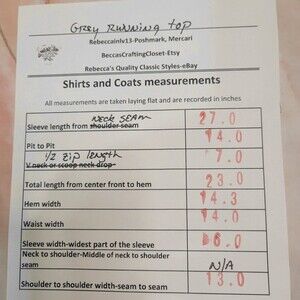 GREY RUNNING TOP
Rebeccainlv13-Poshmark, Mercari
BeccasCraftingCloset-Etsy
Rebecca's Quality Classic Styles-eBay
Shirts and Coats measurements
All measurements are taken laying flat and are recorded in inches
NECK SEAM
Sleeve length from shoulder seam 27.0
Pit to Pit 14.0
1/2 zip length
V neck or scoop neck drop 7.0
Total length from center front to hem 23.0
Hem width 14.3
Waist width 14.0
Sleeve width-widest part of the sleeve 6.0
Neck to shoulder-Middle of neck to shoulder
seam N/A
Shoulder to shoulder width-seam to seam 13.0